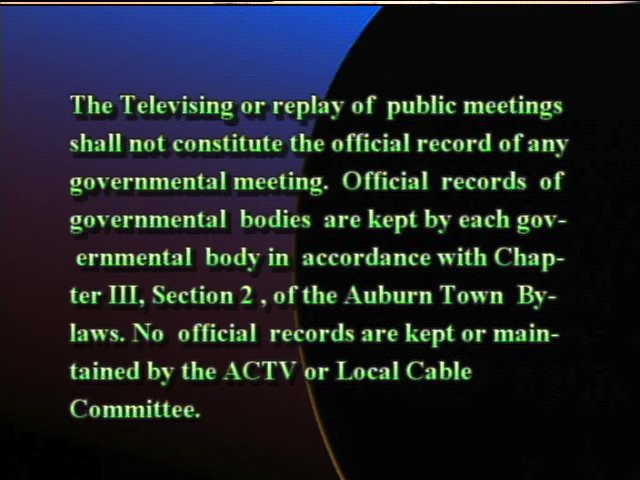 The Televising or replay of public meetings
shall not constitute the official record of any
governmental meeting. Official records of
governmental bodies are kept by each gov-
ernmental body in accordance with Chap-
ter III, Section 2 , of the Auburn Town By-
laws. No official records are kept or main-
tained by the ACTV or Local Cable
Committee.